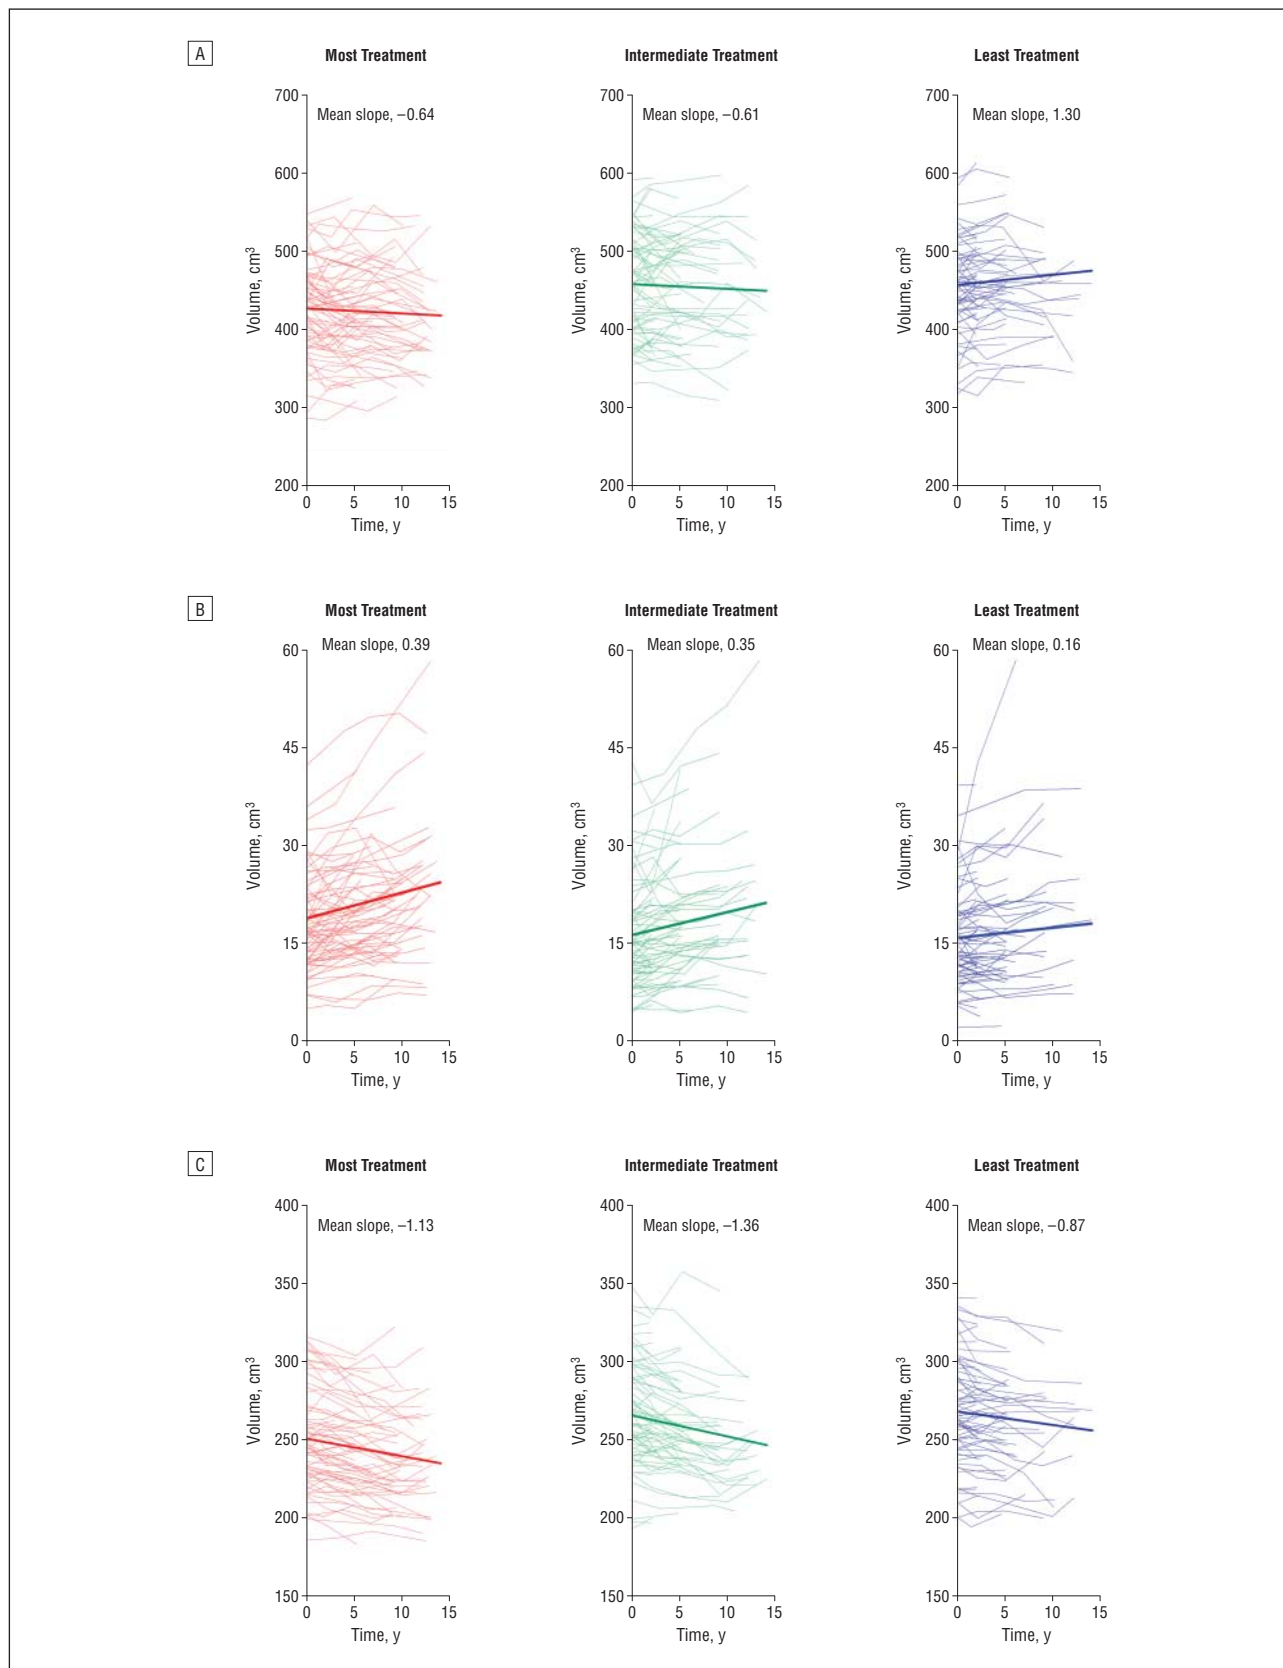 A
Most Treatment Intermediate Treatment Least Treatment
700 700 700
Mean slope, –0.64 Mean slope, –0.61 Mean slope, 1.30
600 600 600
500 500 500
Volume, cm³ Volume, cm³ Volume, cm³
400 400 400
300 300 300
200 200 200
0 5 10 15 0 5 10 15 0 5 10 15
Time, y Time, y Time, y
B
Most Treatment Intermediate Treatment Least Treatment
Mean slope, 0.39 Mean slope, 0.35 Mean slope, 0.16
60 60 60
45 45 45
Volume, cm³ Volume, cm³ Volume, cm³
30 30 30
15 15 15
0 0 0
0 5 10 15 0 5 10 15 0 5 10 15
Time, y Time, y Time, y
C
Most Treatment Intermediate Treatment Least Treatment
400 400 400
Mean slope, –1.13 Mean slope, –1.36 Mean slope, –0.87
350 350 350
300 300 300
Volume, cm³ Volume, cm³ Volume, cm³
250 250 250
200 200 200
150 150 150
0 5 10 15 0 5 10 15 0 5 10 15
Time, y Time, y Time, y